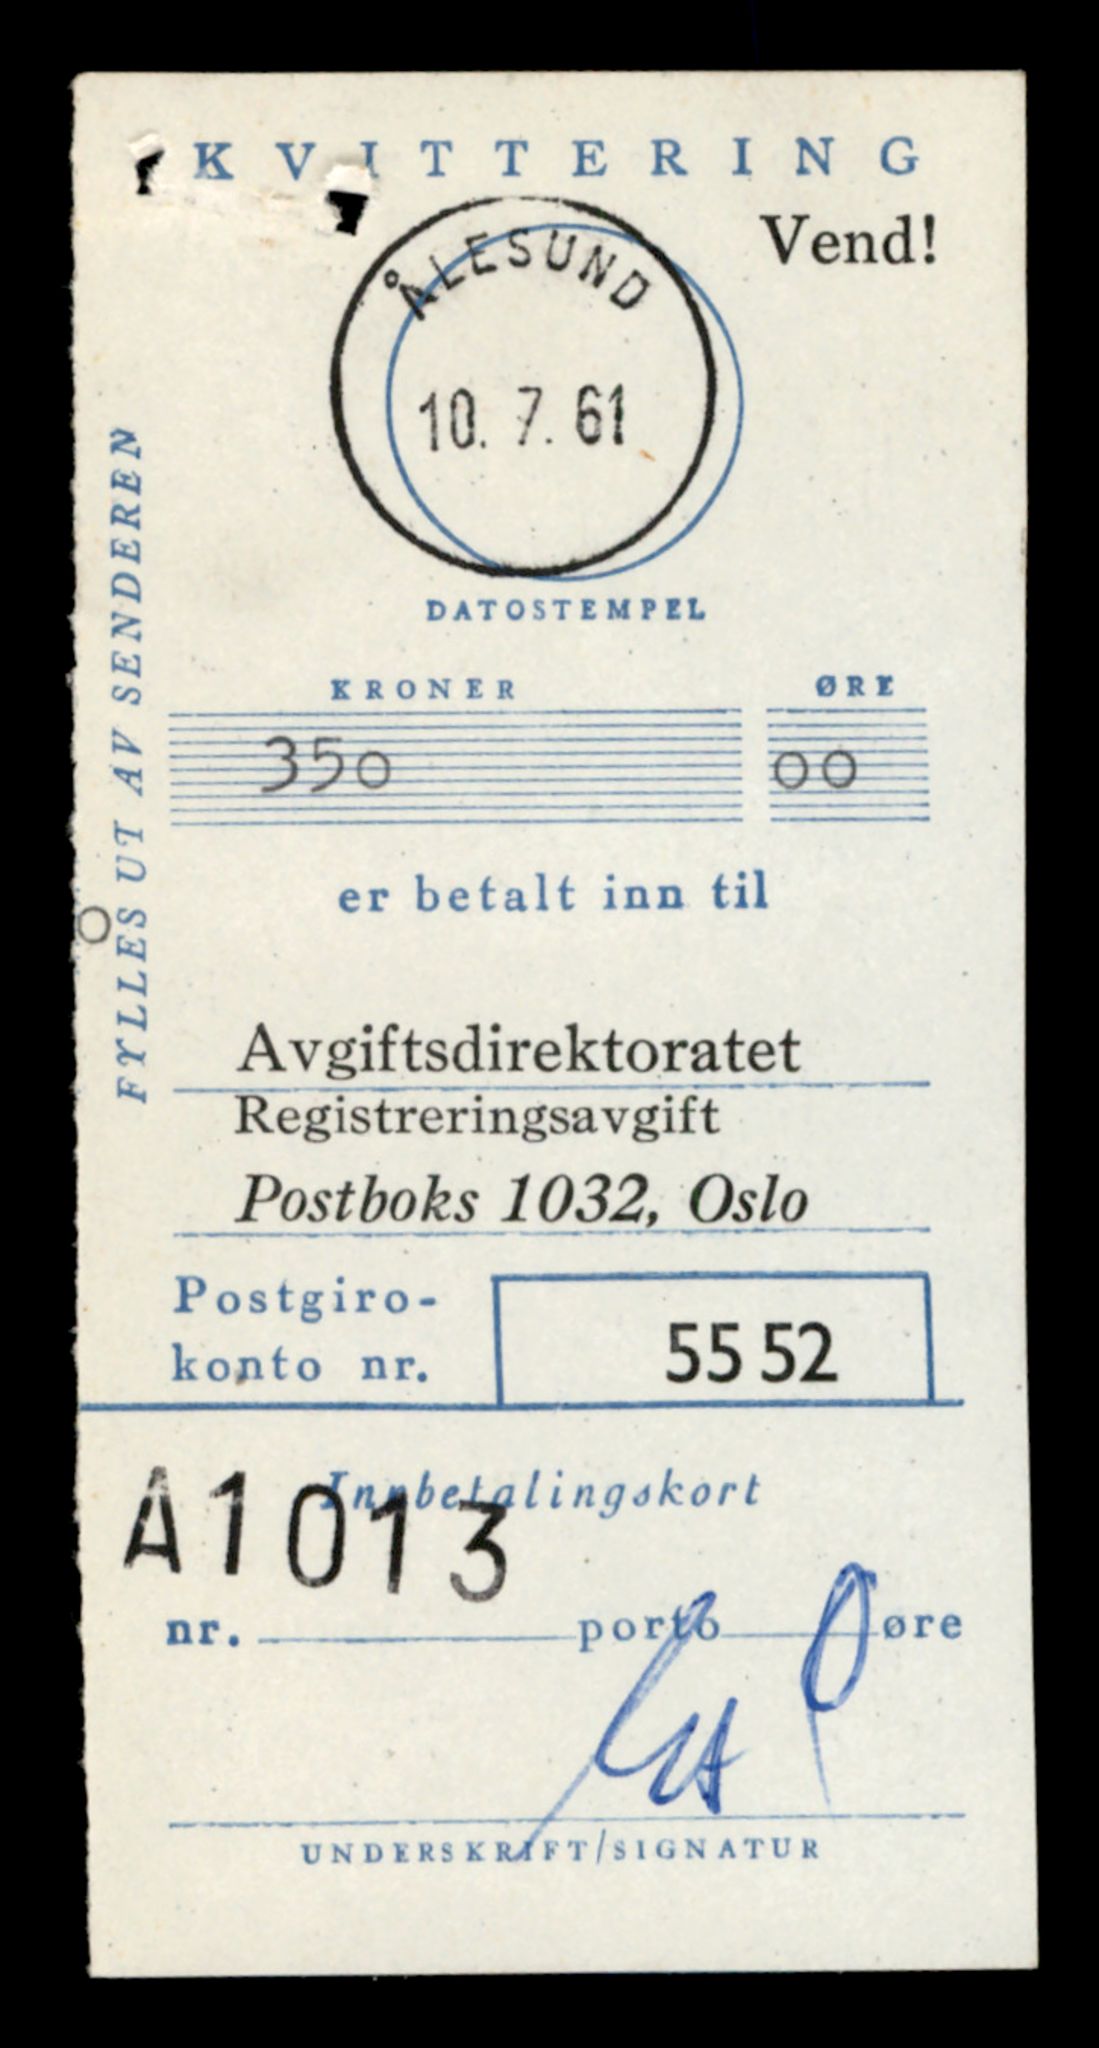 KVITTERING
Vend!
ÅLESUND
10. 7. 61
DATOSTEMPEL
FYLLES UT AV SENDEREN
KRONER ØRE
350 00
er betalt inn til
Avgiftsdirektoratet
Registreringsavgift
Postboks 1032, Oslo
Postgiro-
konto nr.
55 52
Innbetalingskort
A1013
nr. porto 0 øre
UNDERSKRIFT/SIGNATUR